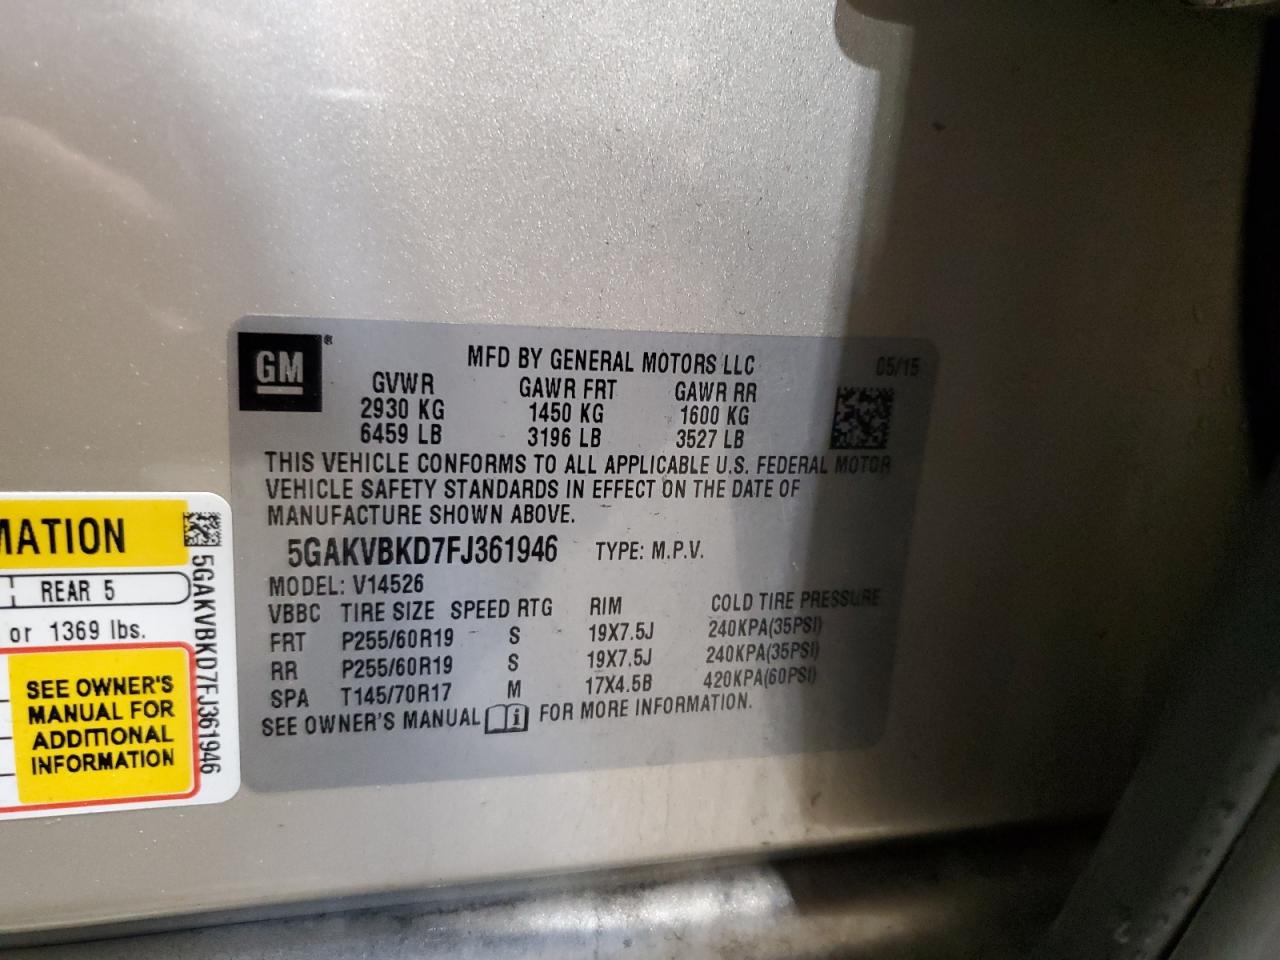 GM
®
MFD BY GENERAL MOTORS LLC
05/15
GVWR GAWR FRT GAWR RR
2930 KG 1450 KG 1600 KG
6459 LB 3196 LB 3527 LB
THIS VEHICLE CONFORMS TO ALL APPLICABLE U.S. FEDERAL MOTOR
VEHICLE SAFETY STANDARDS IN EFFECT ON THE DATE OF
MANUFACTURE SHOWN ABOVE.
5GAKVBKD7FJ361946 TYPE: M.P.V.
MODEL: V14526
VBBC TIRE SIZE SPEED RTG RIM COLD TIRE PRESSURE
FRT P255/60R19 S 19X7.5J 240KPA(35PSI)
RR P255/60R19 S 19X7.5J 240KPA(35PSI)
SPA T145/70R17 M 17X4.5B 420KPA(60PSI)
SEE OWNER'S MANUAL i FOR MORE INFORMATION.
MATION
REAR 5
or 1369 lbs.
SEE OWNER'S
MANUAL FOR
ADDITIONAL
INFORMATION
5GAKVBKD7FJ361946